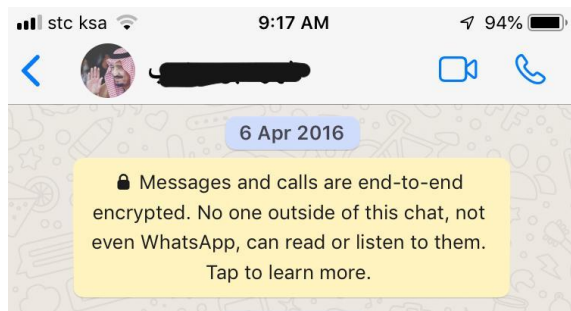 stc ksa 9:17 AM 94%
6 Apr 2016
Messages and calls are end-to-end
encrypted. No one outside of this chat, not
even WhatsApp, can read or listen to them.
Tap to learn more.